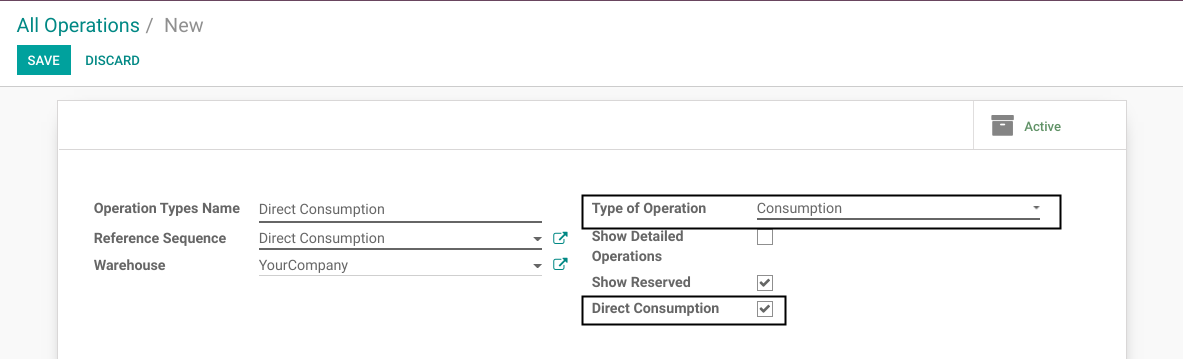 All Operations / New
SAVE DISCARD
Active
Operation Types Name Direct Consumption
Reference Sequence Direct Consumption
Warehouse YourCompany
Type of Operation Consumption
Show Detailed
Operations
Show Reserved
Direct Consumption